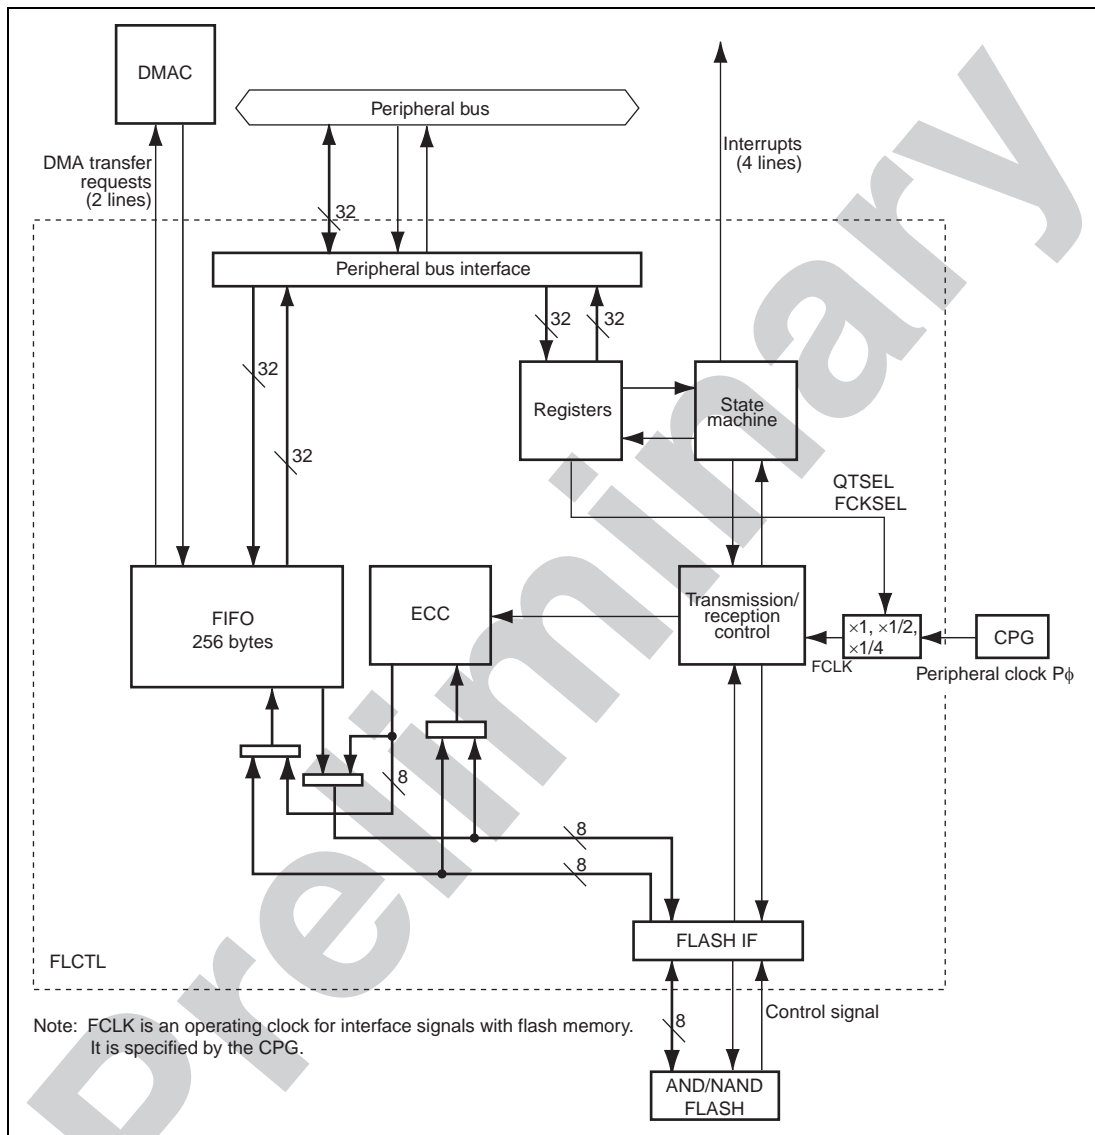 DMAC
Peripheral bus
DMA transfer
requests
(2 lines)
Interrupts
(4 lines)
32
Peripheral bus interface
32
32
32
32
Registers
State
machine
QTSEL
FCKSEL
FIFO
256 bytes
ECC
Transmission/
reception
control
×1, ×1/2,
×1/4
CPG
FCLK
Peripheral clock Pφ
8
8
8
FLASH IF
FLCTL
Control signal
Note: FCLK is an operating clock for interface signals with flash memory.
It is specified by the CPG.
8
AND/NAND
FLASH
Preliminary